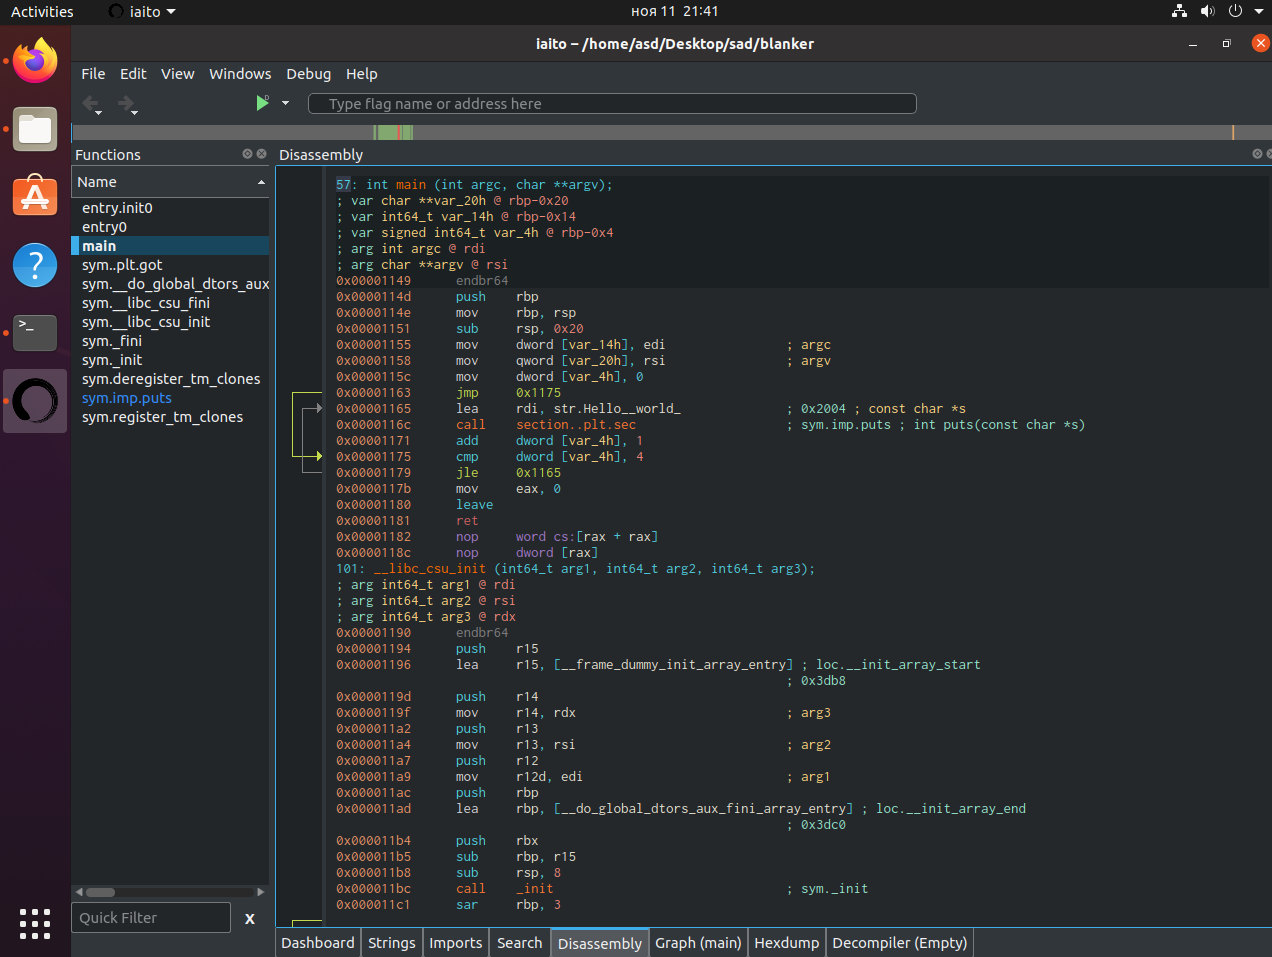 Activities
iaito
ноя 11 21:41
iaito – /home/asd/Desktop/sad/blanker
File Edit View Windows Debug Help
Type flag name or address here
Functions
Name
entry.init0
entry0
main
sym..plt.got
sym.__do_global_dtors_aux
sym.__libc_csu_fini
sym.__libc_csu_init
sym._fini
sym._init
sym.deregister_tm_clones
sym.imp.puts
sym.register_tm_clones
Quick Filter
X
Disassembly
57: int main (int argc, char **argv);
; var char **var_20h @ rbp-0x20
; var int64_t var_14h @ rbp-0x14
; var signed int64_t var_4h @ rbp-0x4
; arg int argc @ rdi
; arg char **argv @ rsi
0x00001149 endbr64
0x0000114d push rbp
0x0000114e mov rbp, rsp
0x00001151 sub rsp, 0x20
0x00001155 mov dword [var_14h], edi ; argc
0x00001158 mov qword [var_20h], rsi ; argv
0x0000115c mov dword [var_4h], 0
0x00001163 jmp 0x1175
0x00001165 lea rdi, str.Hello__world_ ; 0x2004 ; const char *s
0x0000116c call section..plt.sec ; sym.imp.puts ; int puts(const char *s)
0x00001171 add dword [var_4h], 1
0x00001175 cmp dword [var_4h], 4
0x00001179 jle 0x1165
0x0000117b mov eax, 0
0x00001180 leave
0x00001181 ret
0x00001182 nop word cs:[rax + rax]
0x0000118c nop dword [rax]
101: __libc_csu_init (int64_t arg1, int64_t arg2, int64_t arg3);
; arg int64_t arg1 @ rdi
; arg int64_t arg2 @ rsi
; arg int64_t arg3 @ rdx
0x00001190 endbr64
0x00001194 push r15
0x00001196 lea r15, [__frame_dummy_init_array_entry] ; loc.__init_array_start
; 0x3db8
0x0000119d push r14
0x0000119f mov r14, rdx ; arg3
0x000011a2 push r13
0x000011a4 mov r13, rsi ; arg2
0x000011a7 push r12
0x000011a9 mov r12d, edi ; arg1
0x000011ac push rbp
0x000011ad lea rbp, [__do_global_dtors_aux_fini_array_entry] ; loc.__init_array_end
; 0x3dc0
0x000011b4 push rbx
0x000011b5 sub rbp, r15
0x000011b8 sub rsp, 8
0x000011bc call _init ; sym._init
0x000011c1 sar rbp, 3
Dashboard Strings Imports Search Disassembly Graph (main) Hexdump Decompiler (Empty)